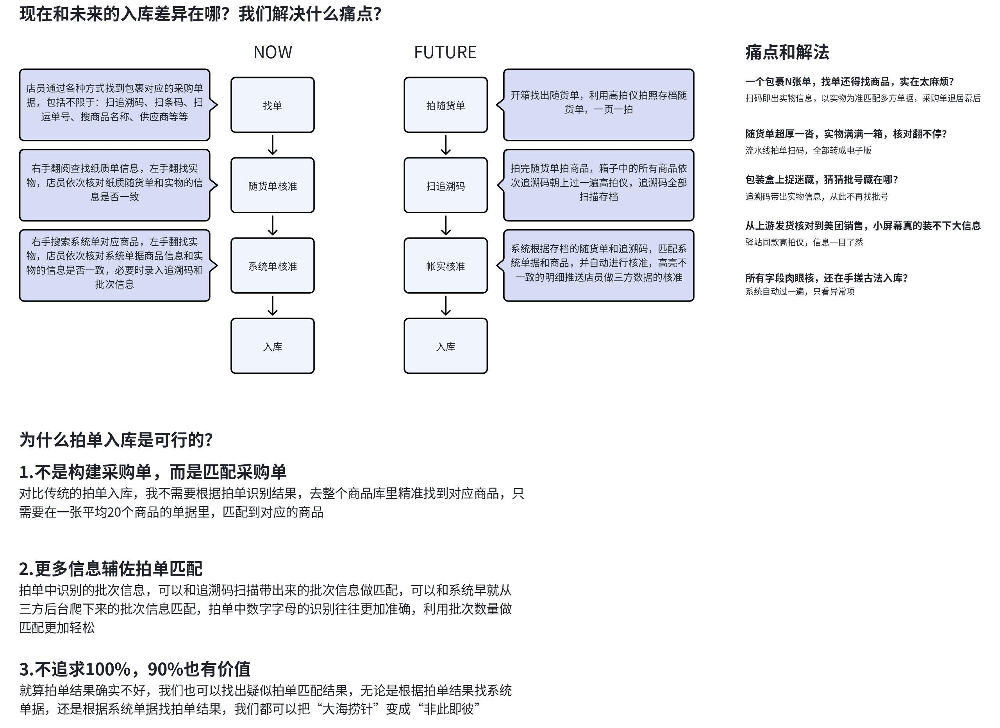 现在和未来的入库差异在哪？我们解决什么痛点？
NOW
FUTURE
痛点和解法
店员通过各种方式找到包裹对应的采购单
据，包括不限于：扫追溯码、扫条码、扫
运单号、搜商品名称、供应商等等
找单
拍随货单
开箱找出随货单，利用高拍仪拍照存档随
货单，一页一拍
右手翻阅查找纸质单信息，左手翻找实
物，店员依次核对纸质随货单和实物的信
息是否一致
随货单核准
扫追溯码
拍完随货单拍商品，箱子中的所有商品依
次追溯码朝上过一遍高拍仪，追溯码全部
扫描存档
右手搜索系统单对应商品，左手翻找实
物，店员依次核对系统单据商品信息和实
物的信息是否一致，必要时录入追溯码和
批次信息
系统单核准
帐实核准
系统根据存档的随货单和追溯码，匹配系
统单据和商品，并自动进行核准，高亮不
一致的明细推送店员做三方数据的核准
入库
入库
一个包裹N张单，找单还得找商品，实在太麻烦？
扫码即出实物信息，以实物为准匹配多方单据，采购单退居幕后
随货单超厚一沓，实物满满一箱，核对翻不停？
流水线拍单扫码，全部转成电子版
包装盒上捉迷藏，猜猜批号藏在哪？
追溯码带出实物信息，从此不再找批号
从上游发货核对到美团销售，小屏幕真的装不下大信息
驿站同款高拍仪，信息一目了然
所有字段肉眼核，还在手搓古法入库？
系统自动过一遍，只看异常项
为什么拍单入库是可行的？
1.不是构建采购单，而是匹配采购单
对比传统的拍单入库，我不需要根据拍单识别结果，去整个商品库里精准找到对应商品，只
需要在一张平均20个商品的单据里，匹配到对应的商品
2.更多信息辅佐拍单匹配
拍单中识别的批次信息，可以和追溯码扫描带出来的批次信息做匹配，可以和系统早就从
三方后台爬下来的批次信息匹配，拍单中数字字母的识别往往更加准确，利用批次数量做
匹配更加轻松
3.不追求100%，90%也有价值
就算拍单结果确实不好，我们也可以找出疑似拍单匹配结果，无论是根据拍单结果找系统
单据，还是根据系统单据找拍单结果，我们都可以把“大海捞针”变成“非此即彼”